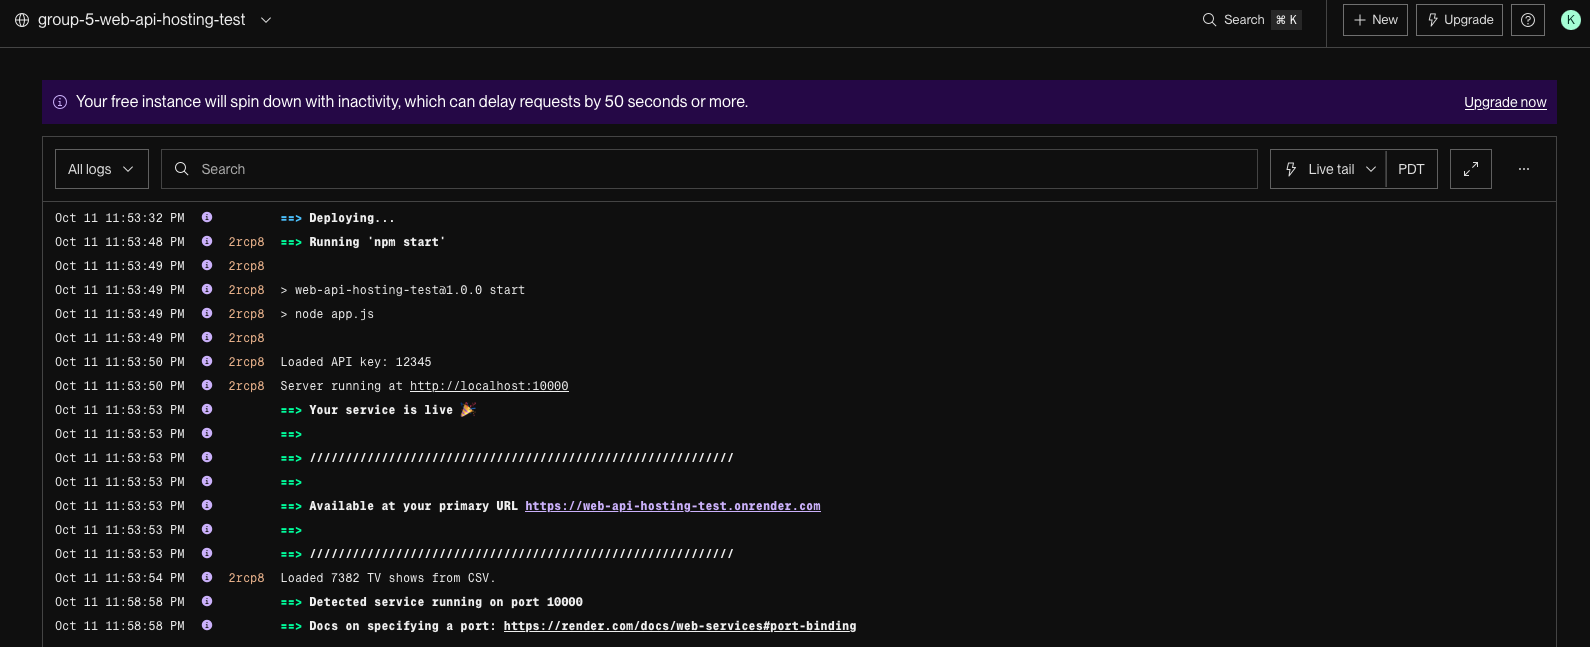 group-5-web-api-hosting-test
Search ⌘ K
New
Upgrade
K
Your free instance will spin down with inactivity, which can delay requests by 50 seconds or more.
Upgrade now
All logs
Search
Live tail
PDT
Oct 11 11:53:32 PM ==> Deploying...
Oct 11 11:53:48 PM 2rcp8 ==> Running 'npm start'
Oct 11 11:53:49 PM 2rcp8
Oct 11 11:53:49 PM 2rcp8 > web-api-hosting-test@1.0.0 start
Oct 11 11:53:49 PM 2rcp8 > node app.js
Oct 11 11:53:49 PM 2rcp8
Oct 11 11:53:50 PM 2rcp8 Loaded API key: 12345
Oct 11 11:53:50 PM 2rcp8 Server running at http://localhost:10000
Oct 11 11:53:53 PM ==> Your service is live 🎉
Oct 11 11:53:53 PM ==>
Oct 11 11:53:53 PM ==> ///////////////////////////////////////////////////////////
Oct 11 11:53:53 PM ==>
Oct 11 11:53:53 PM ==> Available at your primary URL https://web-api-hosting-test.onrender.com
Oct 11 11:53:53 PM ==>
Oct 11 11:53:53 PM ==> ///////////////////////////////////////////////////////////
Oct 11 11:53:54 PM 2rcp8 Loaded 7382 TV shows from CSV.
Oct 11 11:58:58 PM ==> Detected service running on port 10000
Oct 11 11:58:58 PM ==> Docs on specifying a port: https://render.com/docs/web-services#port-binding